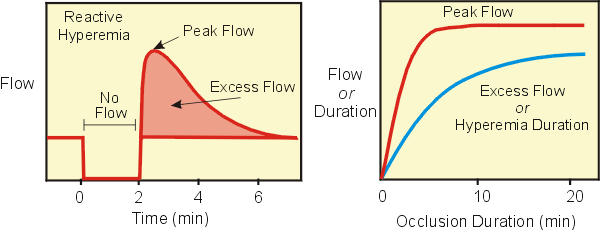 Reactive
Hyperemia
Peak Flow
Excess Flow
No
Flow
Flow
0
2
4
6
Time (min)
Peak Flow
Flow
or
Duration
Excess Flow
or
Hyperemia Duration
0
10
20
Occlusion Duration (min)